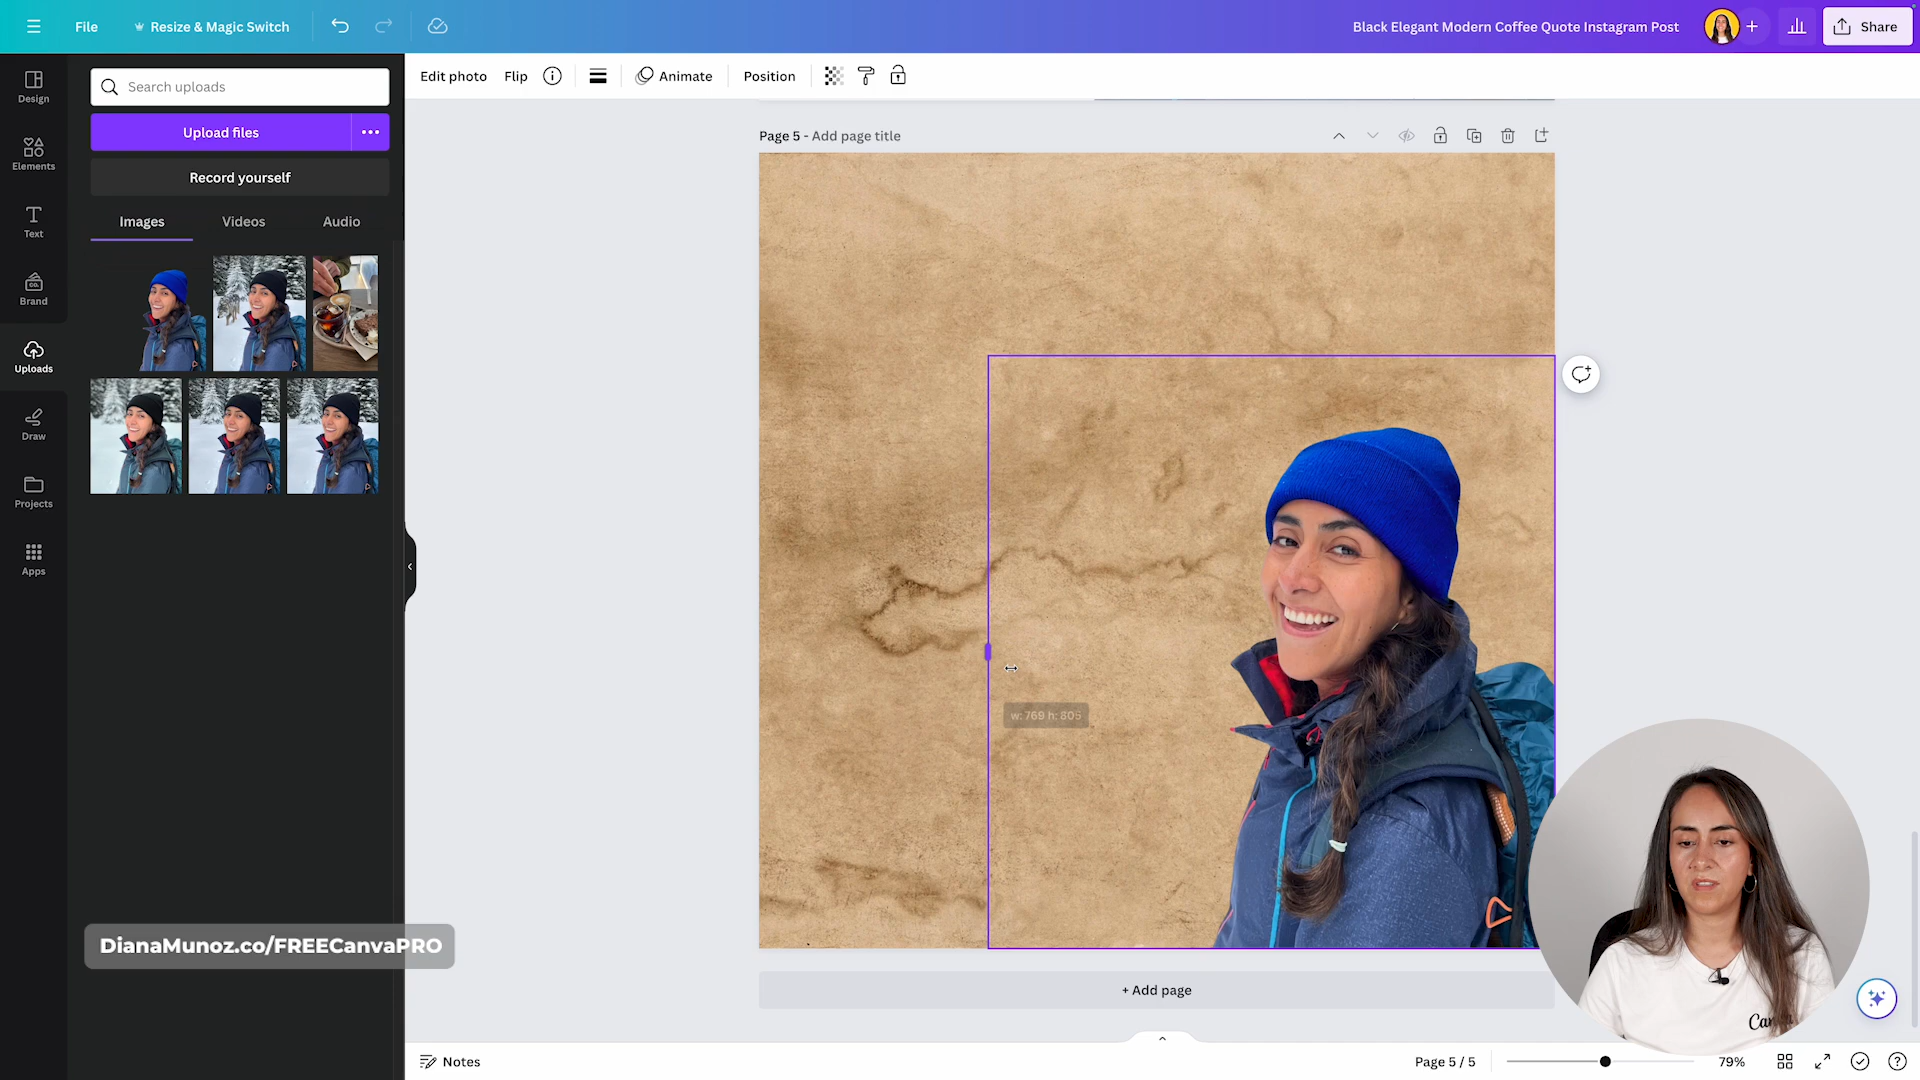 File
Resize & Magic Switch
Black Elegant Modern Coffee Quote Instagram Post
Share
Design
Elements
Text
Brand
Uploads
Draw
Projects
Apps
Search uploads
Upload files
Record yourself
Images
Videos
Audio
Edit photo
Flip
Animate
Position
Page 5 - Add page title
w: 769 h: 805
+ Add page
DianaMunoz.co/FREECanvaPRO
Notes
Page 5 / 5
79%